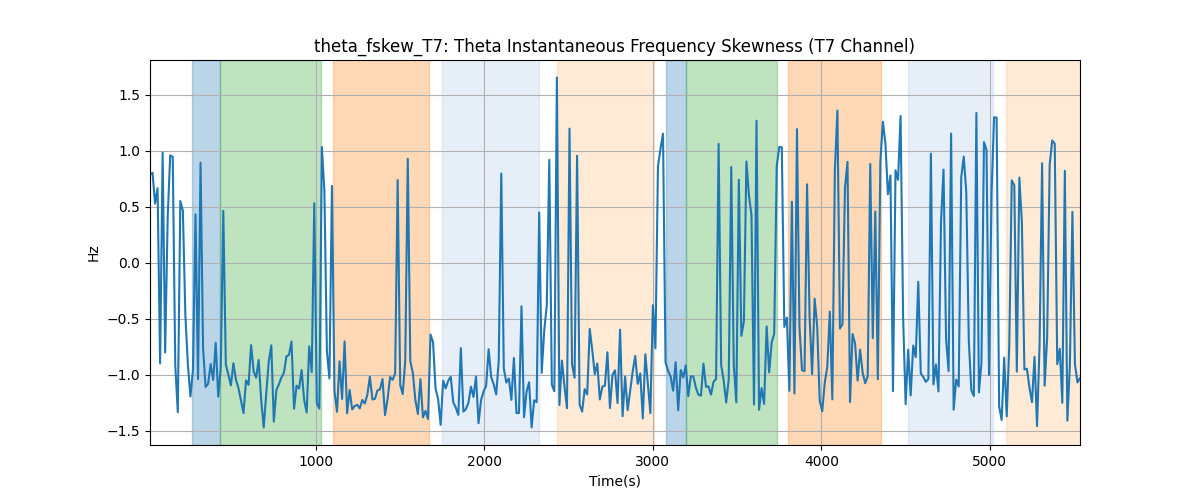 theta_fskew_T7: Theta Instantaneous Frequency Skewness (T7 Channel)
1.5
1.0
0.5
0.0
−0.5
−1.0
−1.5
Hz
1000 2000 3000 4000 5000
Time(s)